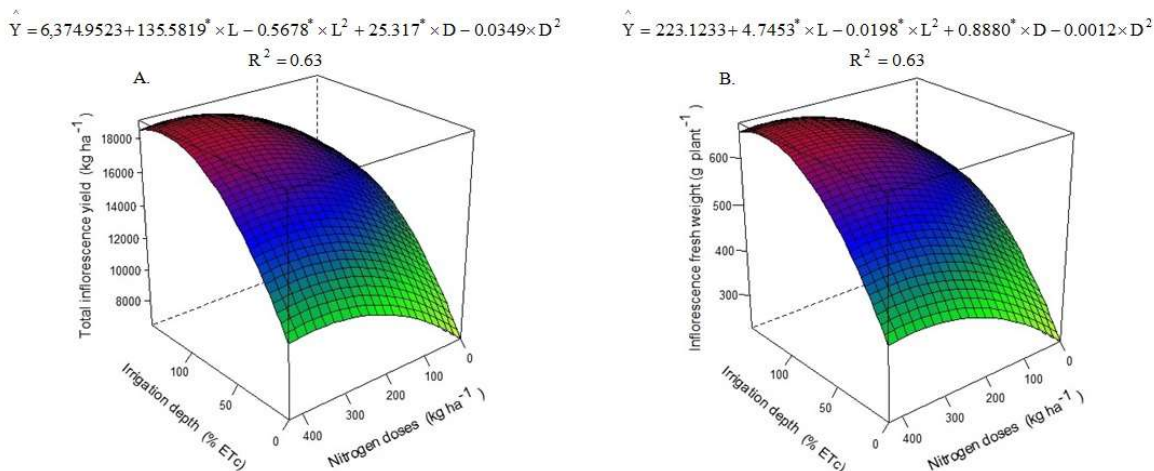 Ŷ = 6,374.9523+135.5819* ×L − 0.5678* ×L² + 25.317* ×D − 0.0349×D²
R² = 0.63
A.
Total inflorescence yield (kg ha⁻¹)
18000
16000
14000
12000
10000
8000
100
50
0
Irrigation depth (% ETc)
400
300
200
100
0
Nitrogen doses (kg ha⁻¹)
Ŷ = 223.1233+ 4.7453* ×L − 0.0198* ×L² + 0.8880* ×D − 0.0012×D²
R² = 0.63
B.
Inflorescence fresh weight (g plant⁻¹)
600
500
400
300
100
50
0
Irrigation depth (% ETc)
400
300
200
100
0
Nitrogen doses (kg ha⁻¹)